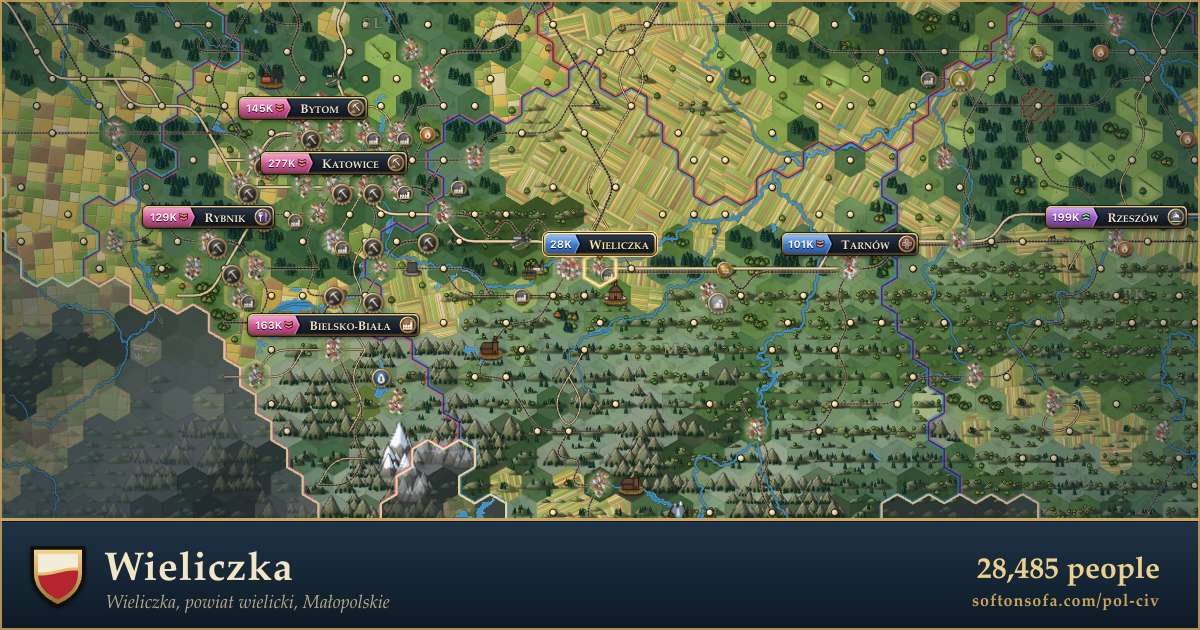 145K BYTOM
277K KATOWICE
129K RYBNIK
199K RZESZÓW
28K WIELICZKA
101K TARNÓW
163K BIELSKO-BIAŁA
Wieliczka
Wieliczka, powiat wielicki, Małopolskie
28,485 people
softonsofa.com/pol-civ